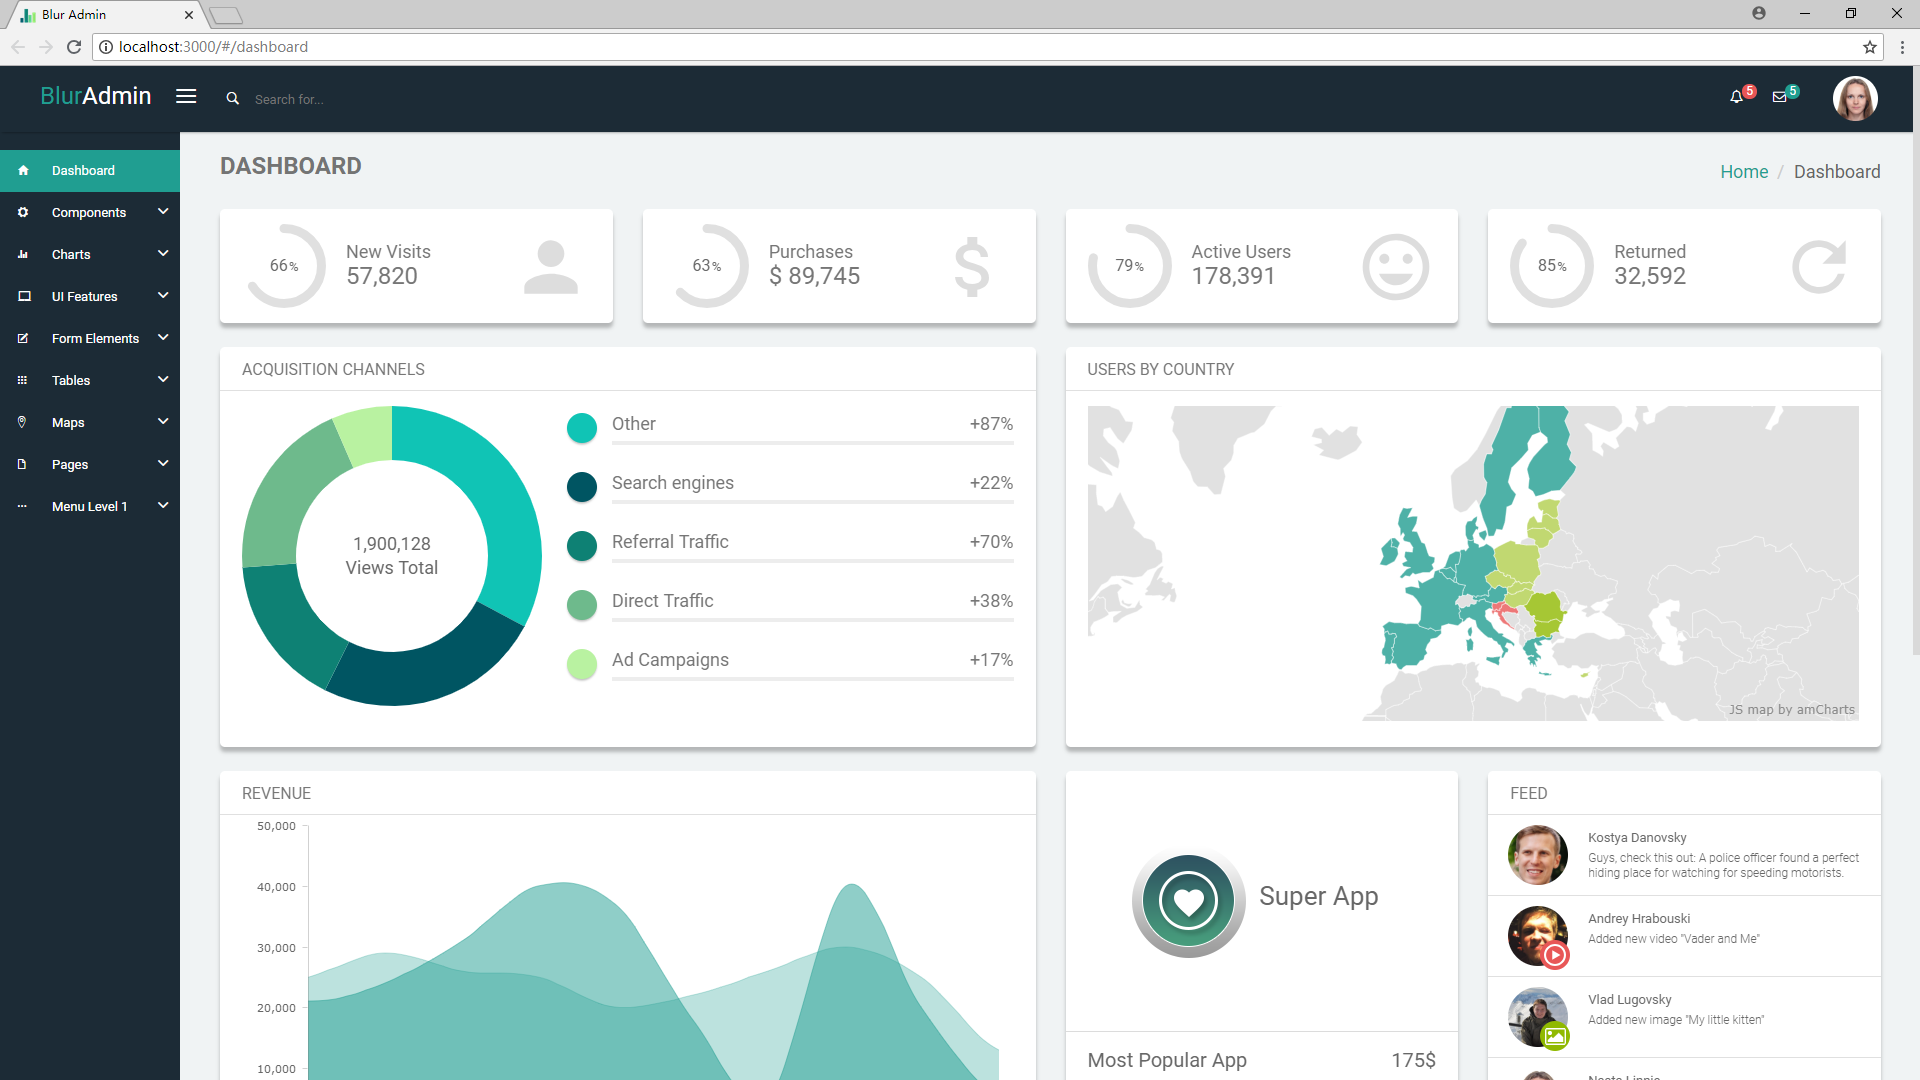 Blur Admin
localhost:3000/#/dashboard
BlurAdmin
Search for...
5
5
Dashboard
Components
Charts
UI Features
Form Elements
Tables
Maps
Pages
Menu Level 1
DASHBOARD
Home / Dashboard
66%
New Visits
57,820
63%
Purchases
$ 89,745
79%
Active Users
178,391
85%
Returned
32,592
ACQUISITION CHANNELS
1,900,128
Views Total
Other +87%
Search engines +22%
Referral Traffic +70%
Direct Traffic +38%
Ad Campaigns +17%
USERS BY COUNTRY
JS map by amCharts
REVENUE
50,000
40,000
30,000
20,000
10,000
Super App
Most Popular App 175$
FEED
Kostya Danovsky
Guys, check this out: A police officer found a perfect
hiding place for watching for speeding motorists.
Andrey Hrabouski
Added new video "Vader and Me"
Vlad Lugovsky
Added new image "My little kitten"